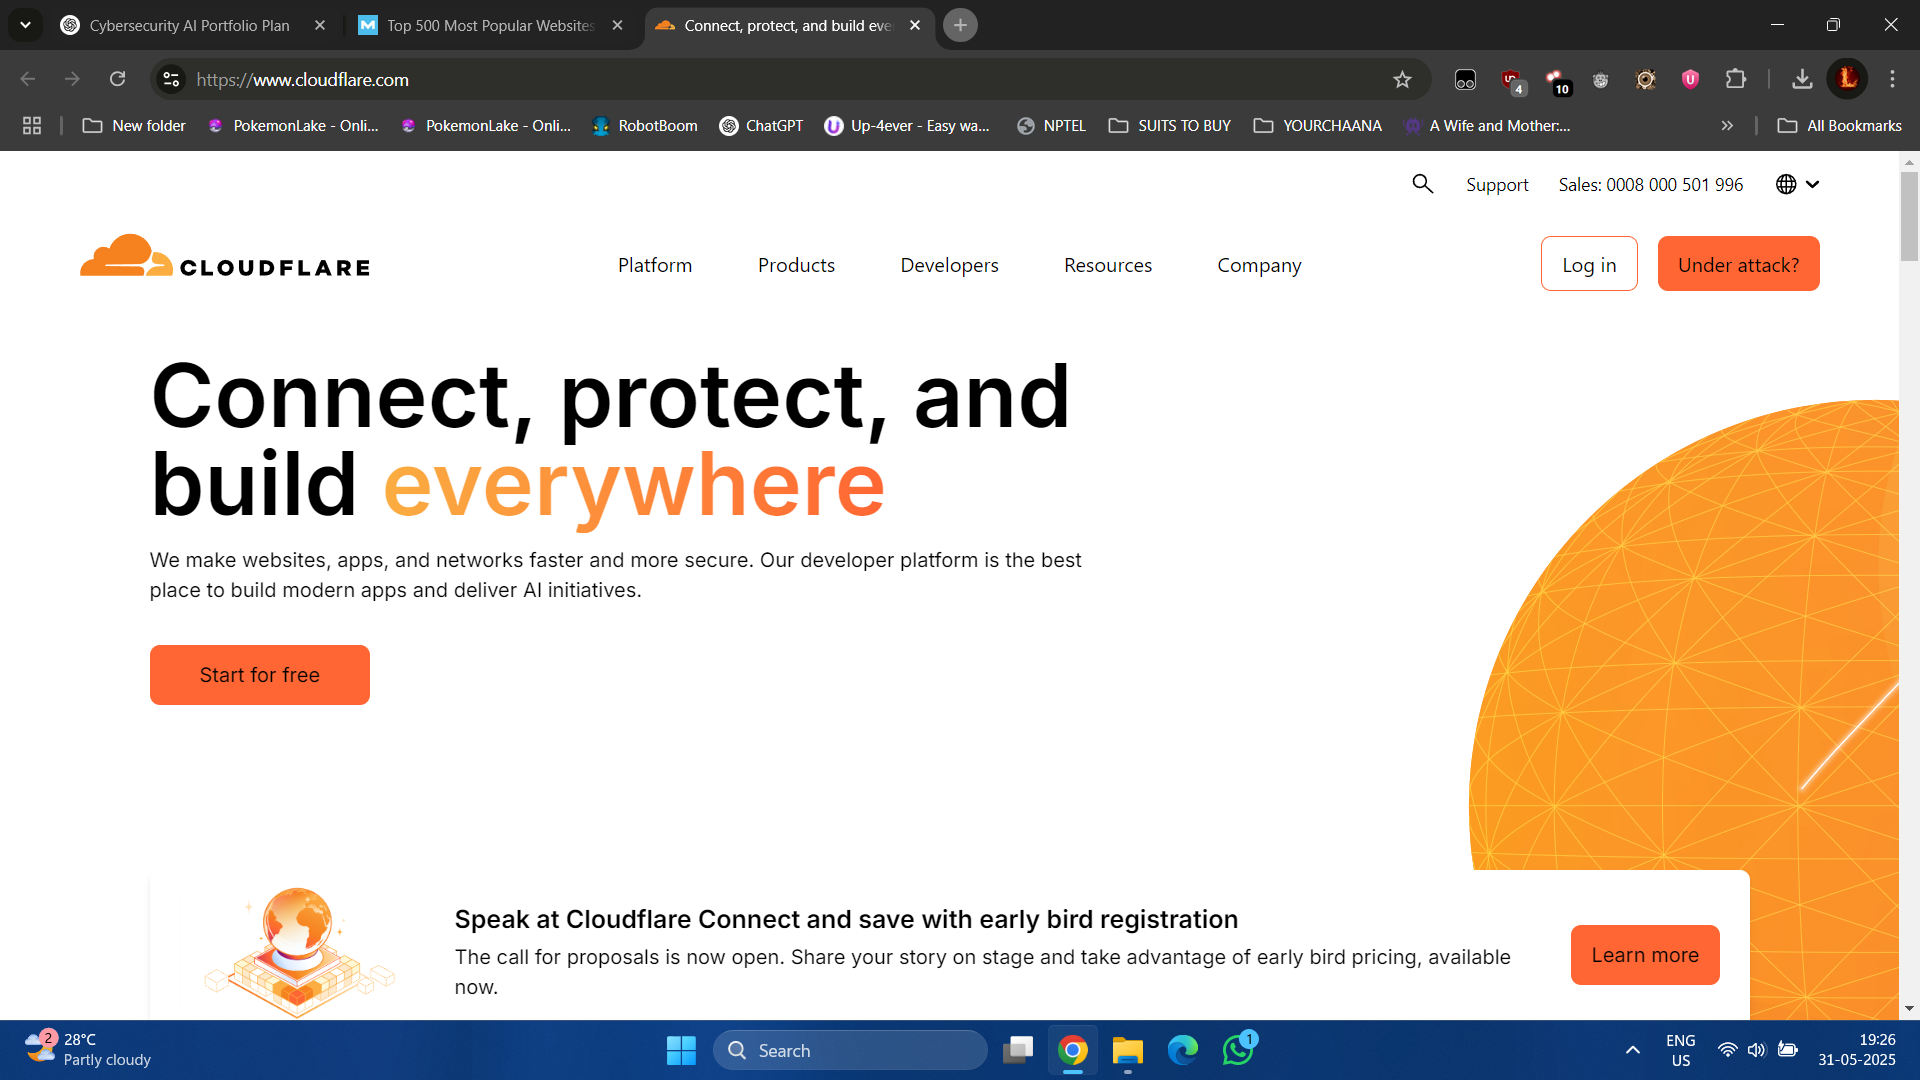 Cybersecurity AI Portfolio Plan
Top 500 Most Popular Websites
Connect, protect, and build eve
https://www.cloudflare.com
4
10
New folder
PokemonLake - Onli...
PokemonLake - Onli...
RobotBoom
ChatGPT
Up-4ever - Easy wa...
NPTEL
SUITS TO BUY
YOURCHAANA
A Wife and Mother:...
All Bookmarks
Support
Sales: 0008 000 501 996
CLOUDFLARE
Platform
Products
Developers
Resources
Company
Log in
Under attack?
Connect, protect, and
build everywhere
We make websites, apps, and networks faster and more secure. Our developer platform is the best
place to build modern apps and deliver AI initiatives.
Start for free
Speak at Cloudflare Connect and save with early bird registration
The call for proposals is now open. Share your story on stage and take advantage of early bird pricing, available
now.
Learn more
2
28°C
Partly cloudy
Search
1
ENG
US
19:26
31-05-2025